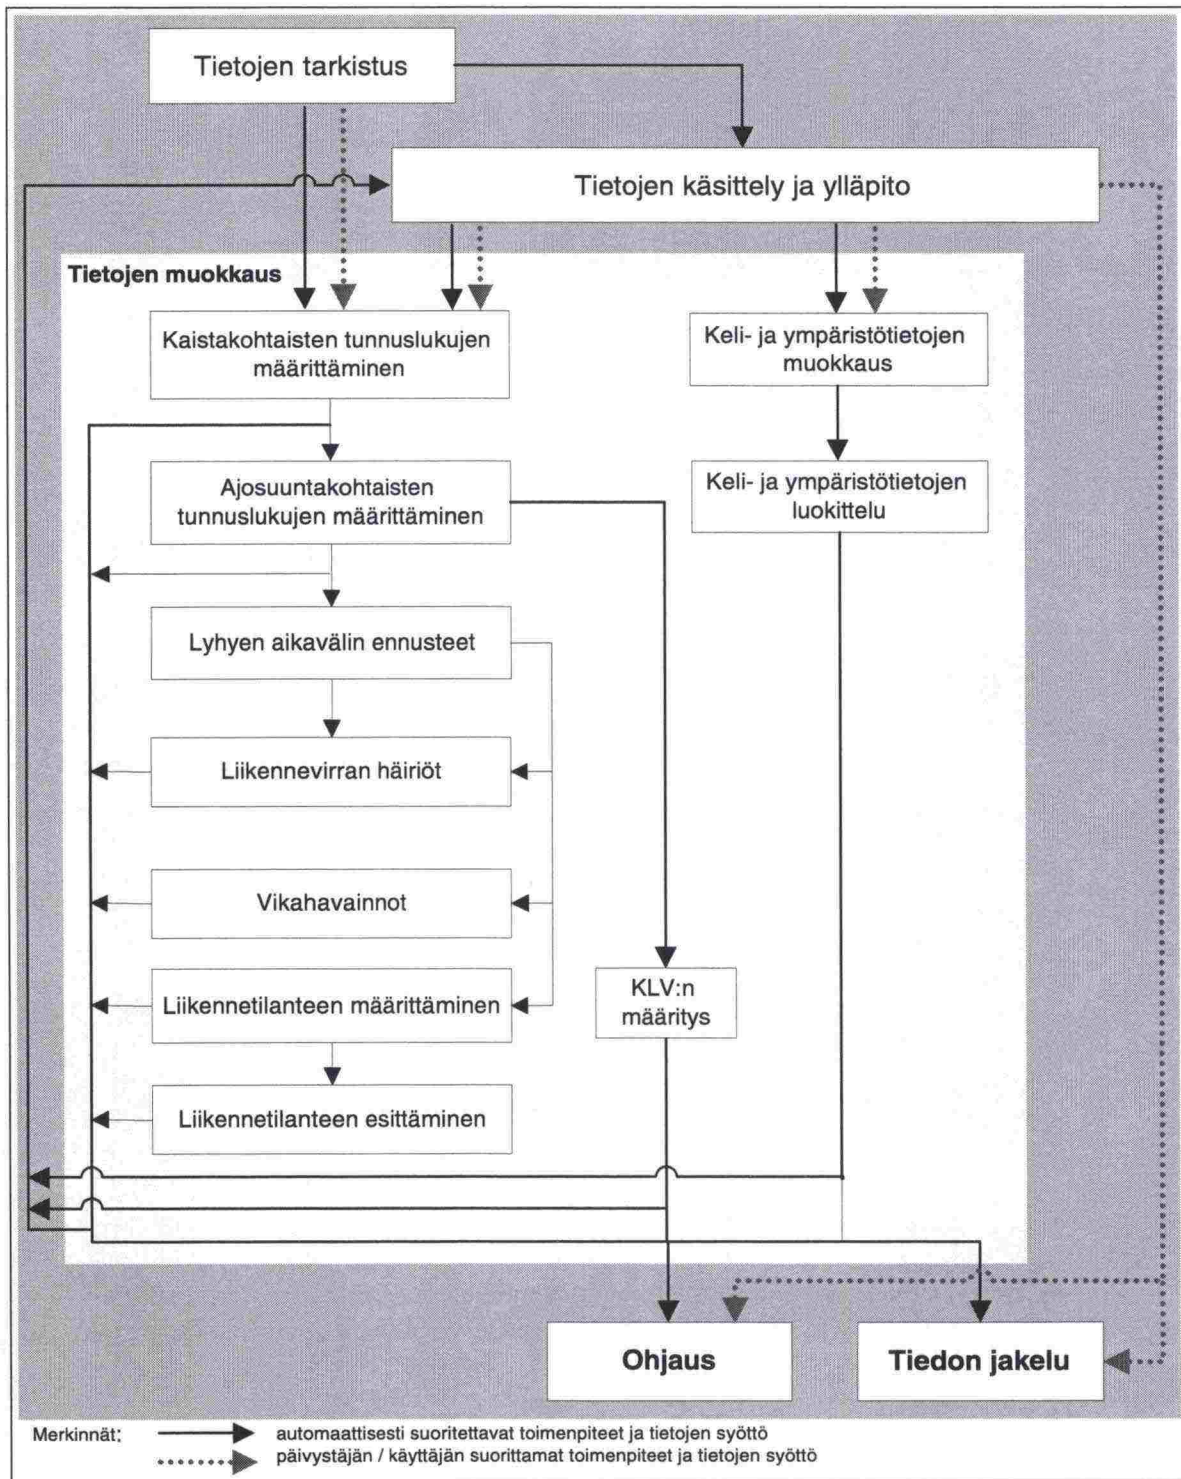 Tietojen tarkistus
Tietojen käsittely ja ylläpito
Tietojen muokkaus
Kaistakohtaisten tunnuslukujen
määrittäminen
Keli- ja ympäristötietojen
muokkaus
Ajosuuntakohtaisten
tunnuslukujen määrittäminen
Keli- ja ympäristötietojen
luokittelu
Lyhyen aikavälin ennusteet
Liikennevirran häiriöt
Vikahavainnot
Liikennetilanteen määrittäminen
KLV:n
määritys
Liikennetilanteen esittäminen
Ohjaus
Tiedon jakelu
Merkinnät:
automaattisesti suoritettavat toimenpiteet ja tietojen syöttö
päivystäjän / käyttäjän suorittamat toimenpiteet ja tietojen syöttö